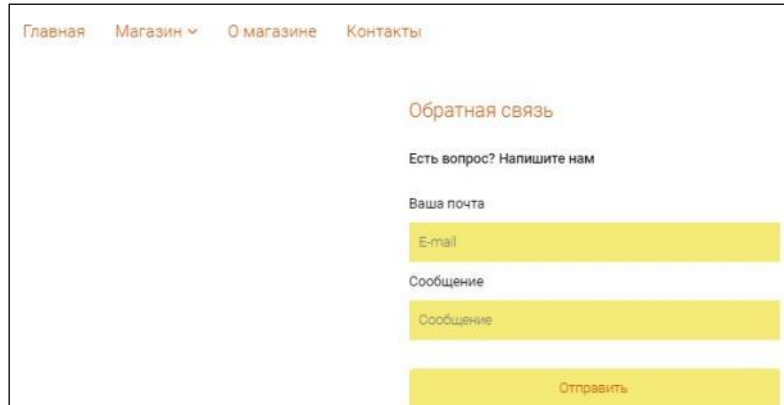 Главная Магазин О магазине Контакты
Обратная связь
Есть вопрос? Напишите нам
Ваша почта
E-mail
Сообщение
Сообщение
Отправить